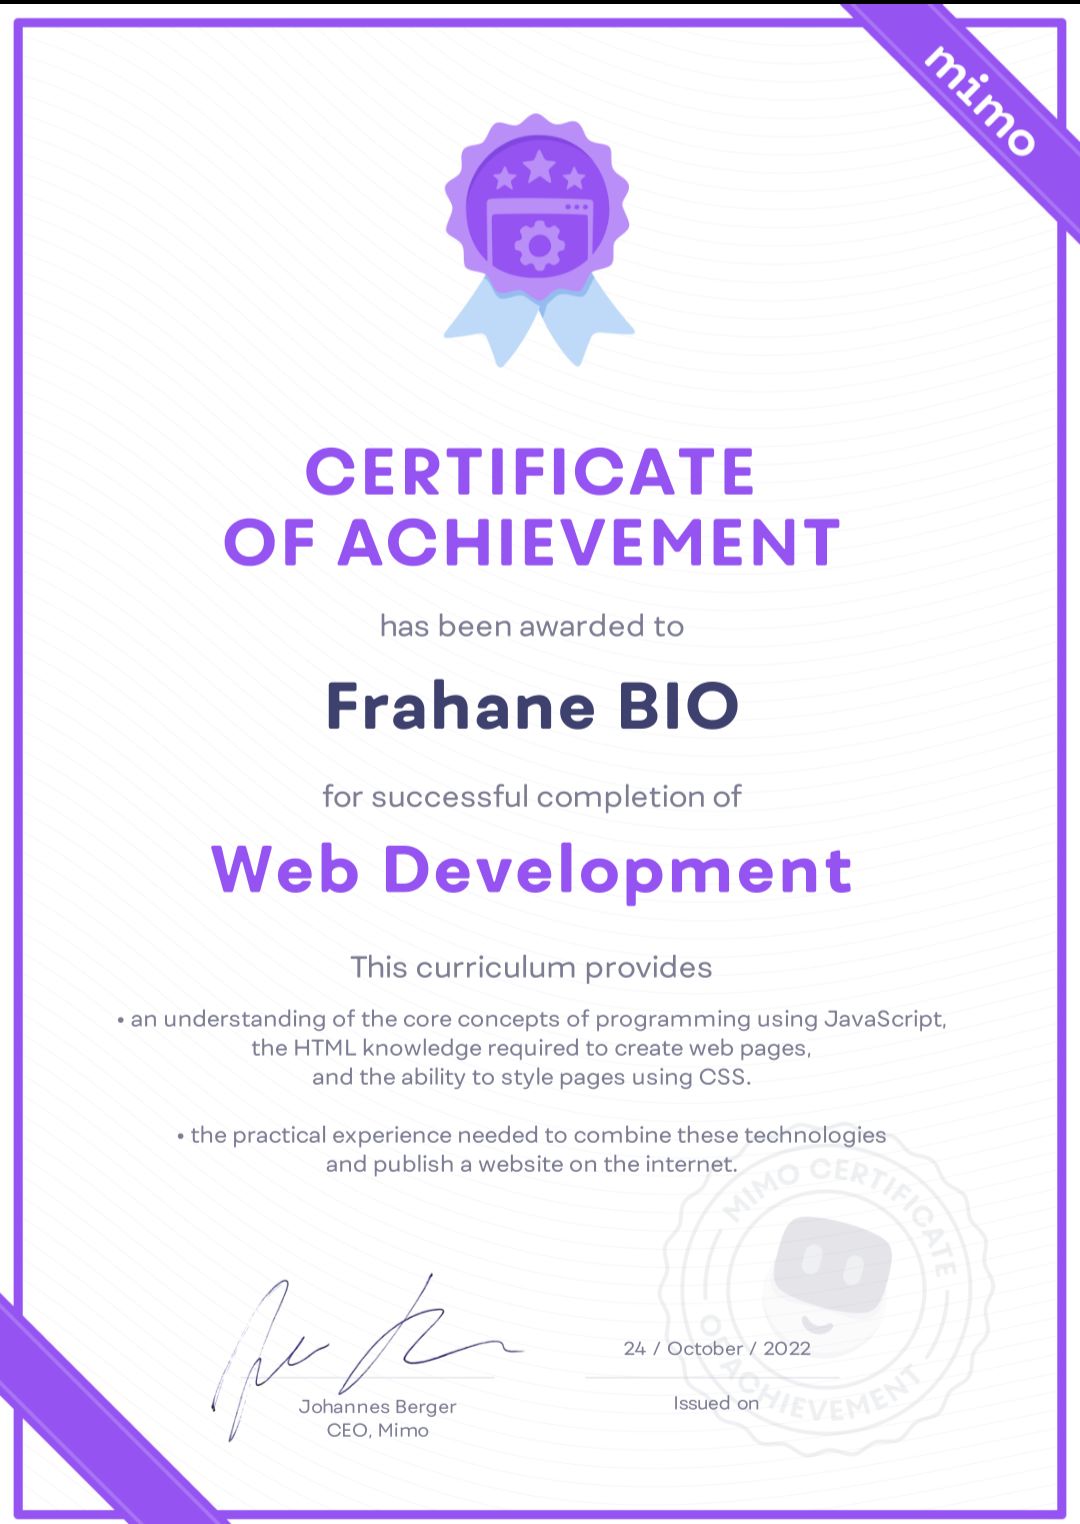 mimo
CERTIFICATE
OF ACHIEVEMENT
has been awarded to
Frahane BIO
for successful completion of
Web Development
This curriculum provides
• an understanding of the core concepts of programming using JavaScript,
the HTML knowledge required to create web pages,
and the ability to style pages using CSS.
• the practical experience needed to combine these technologies
and publish a website on the internet.
MIMO CERTIFICATE
OF ACHIEVEMENT
24 / October / 2022
Issued on
Johannes Berger
CEO, Mimo